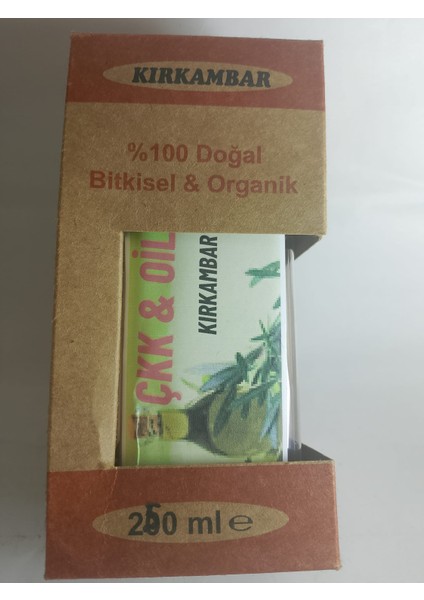 KIRKAMBAR
%100 Doğal
Bitkisel & Organik
ÇKK & OİL
KIRKAMBAR
250 ml e